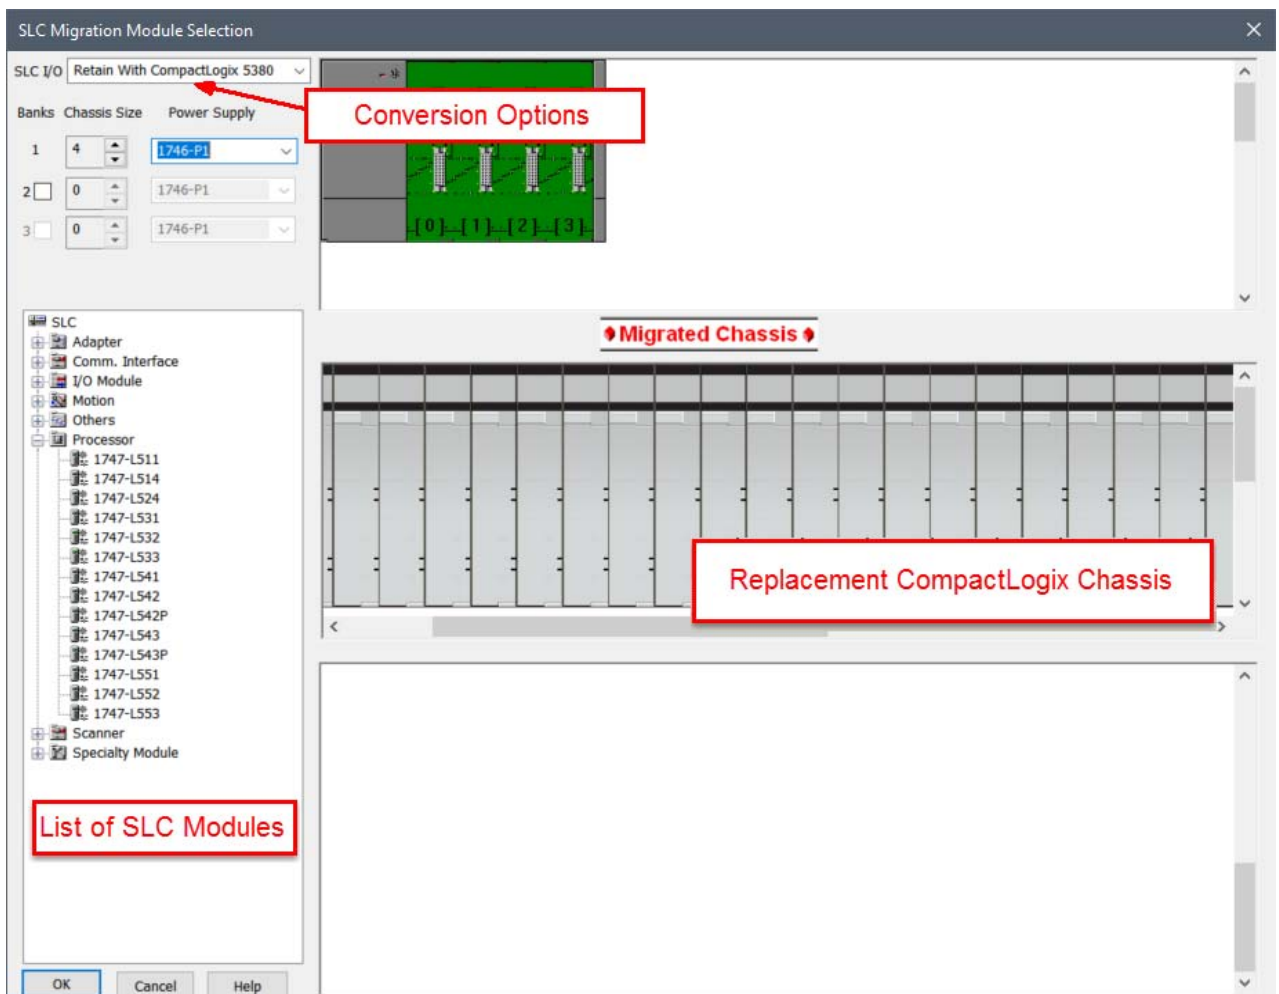 SLC Migration Module Selection
SLC I/O Retain With CompactLogix 5380
Conversion Options
Banks Chassis Size Power Supply
1 4 1746-P1
2 0 1746-P1
3 0 1746-P1
[0] [1] [2] [3]
SLC
Adapter
Comm. Interface
I/O Module
Motion
Others
Processor
1747-L511
1747-L514
1747-L524
1747-L531
1747-L532
1747-L533
1747-L541
1747-L542
1747-L542P
1747-L543
1747-L543P
1747-L551
1747-L552
1747-L553
Scanner
Specialty Module
List of SLC Modules
Migrated Chassis
Replacement CompactLogix Chassis
OK Cancel Help